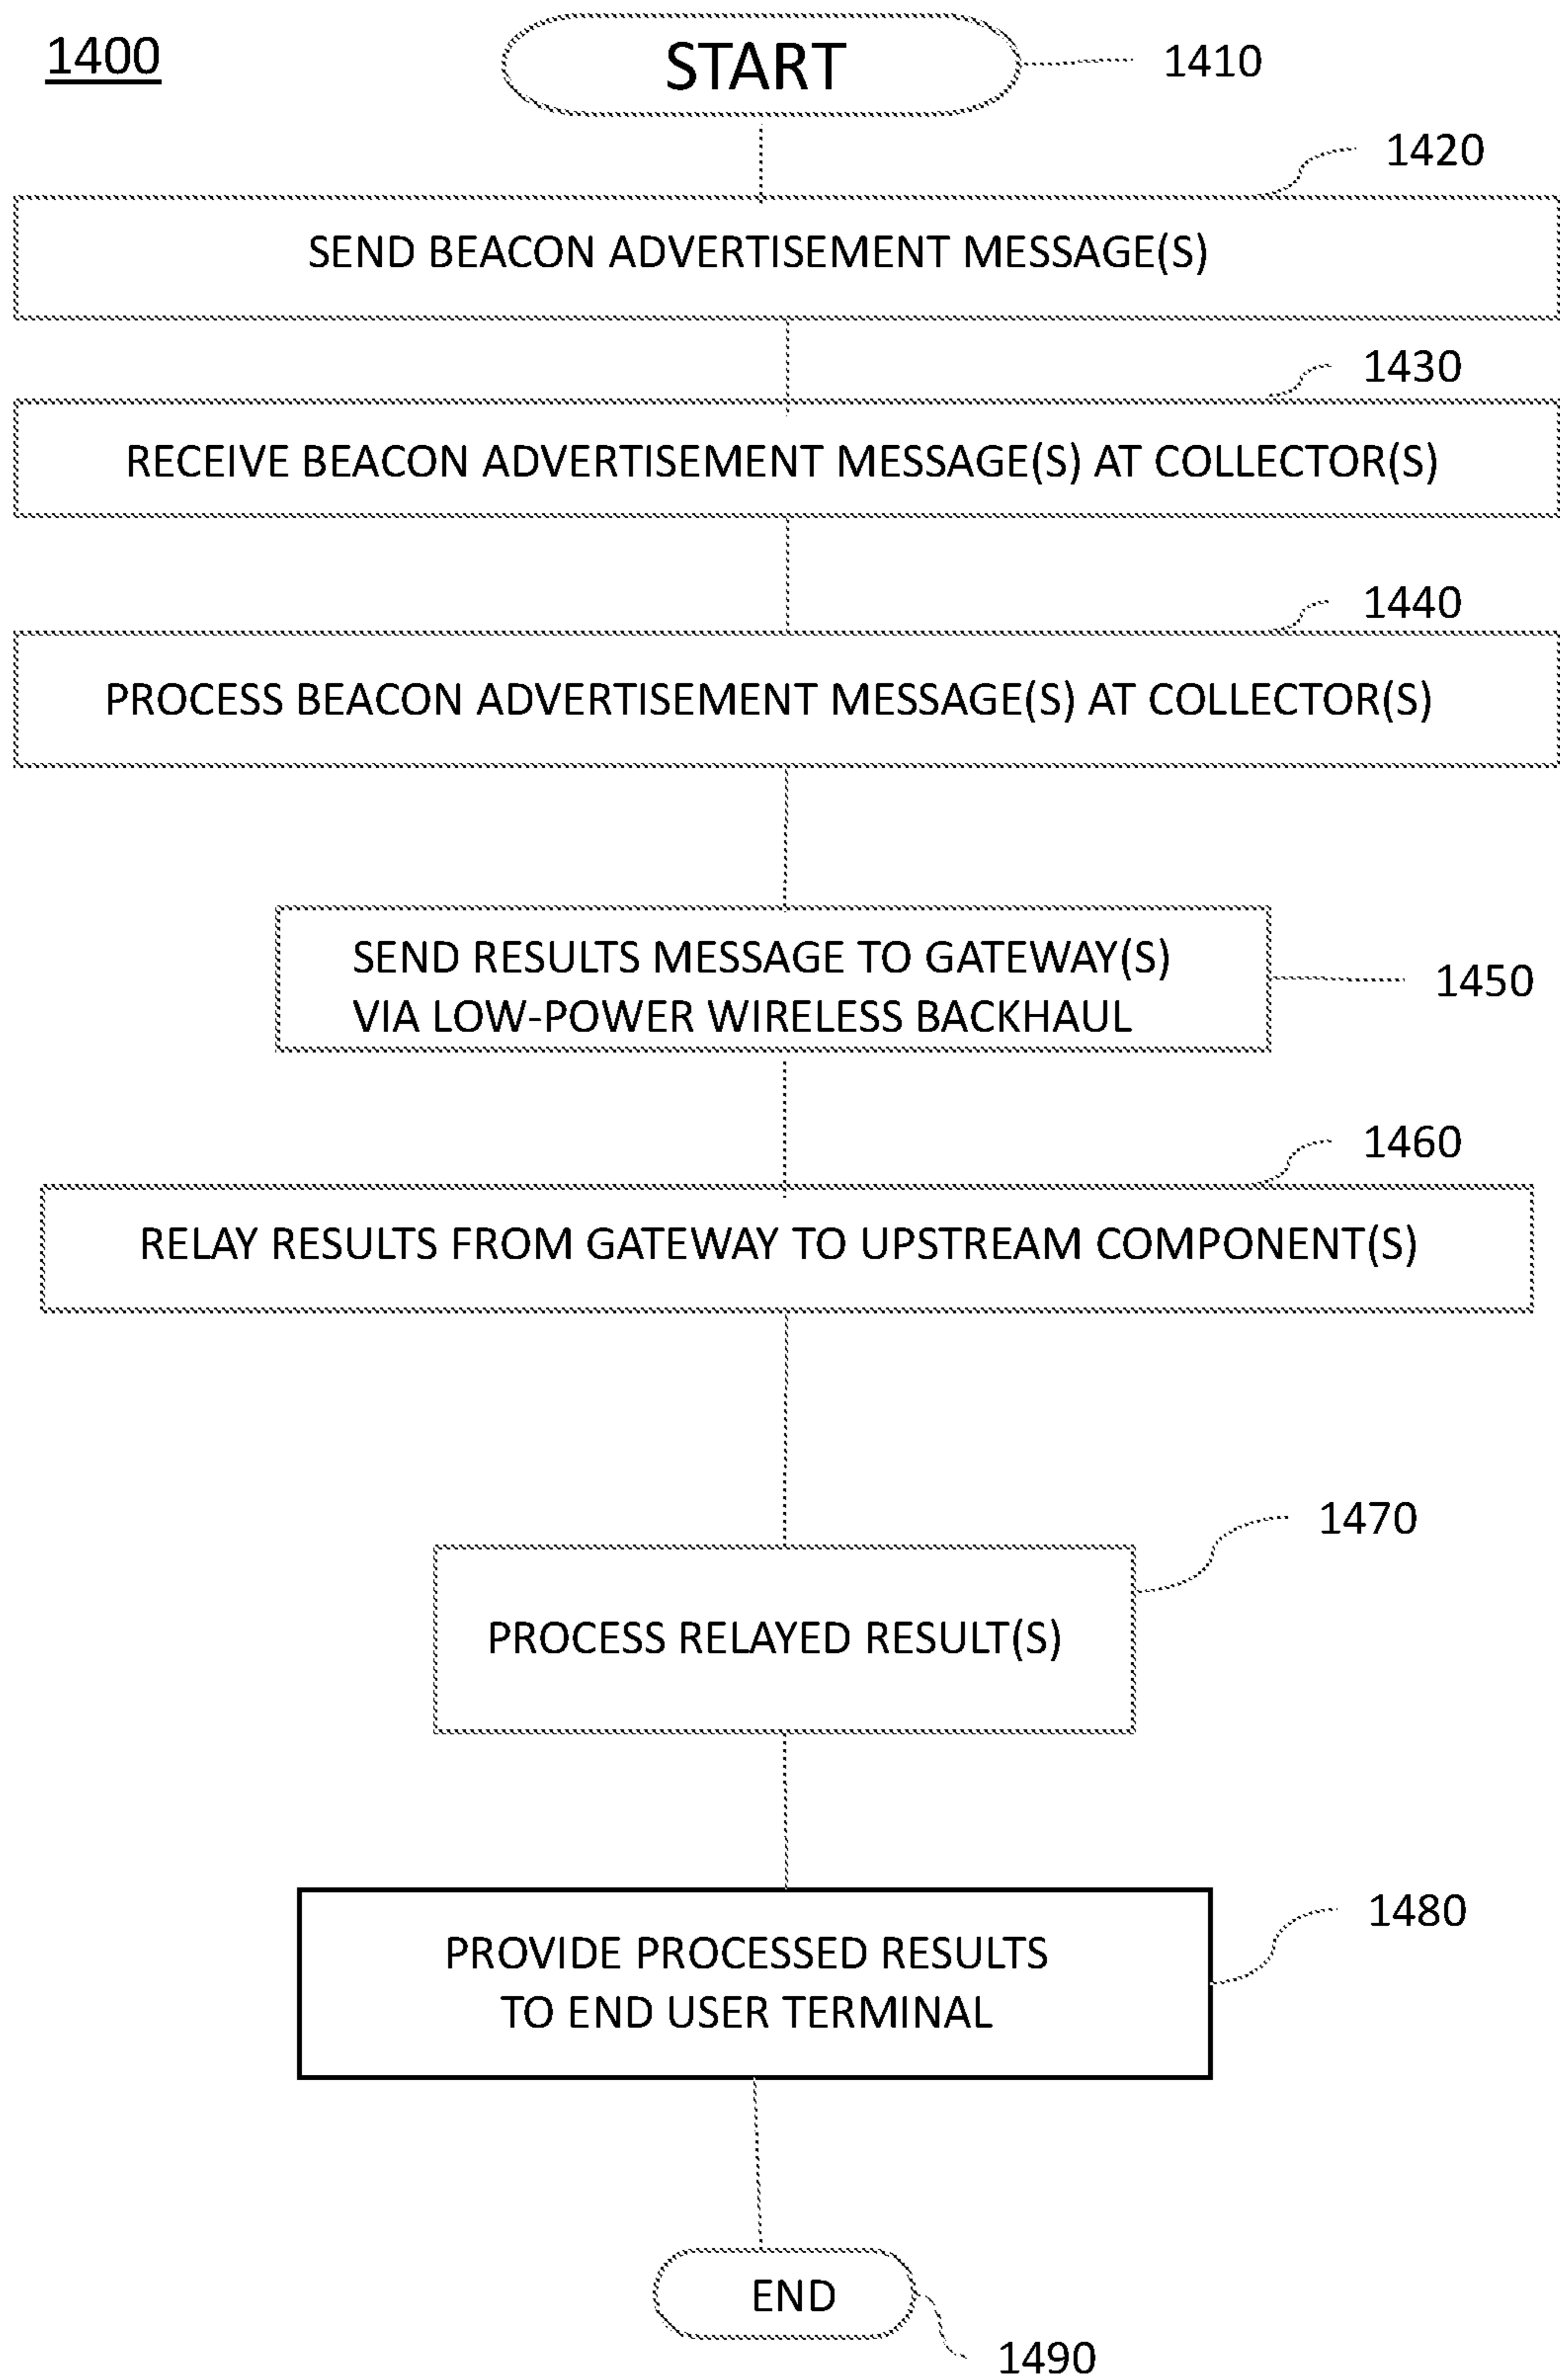 1400
START
1410
1420
SEND BEACON ADVERTISEMENT MESSAGE(S)
1430
RECEIVE BEACON ADVERTISEMENT MESSAGE(S) AT COLLECTOR(S)
1440
PROCESS BEACON ADVERTISEMENT MESSAGE(S) AT COLLECTOR(S)
SEND RESULTS MESSAGE TO GATEWAY(S)
VIA LOW-POWER WIRELESS BACKHAUL
1450
1460
RELAY RESULTS FROM GATEWAY TO UPSTREAM COMPONENT(S)
1470
PROCESS RELAYED RESULT(S)
1480
PROVIDE PROCESSED RESULTS
TO END USER TERMINAL
END
1490